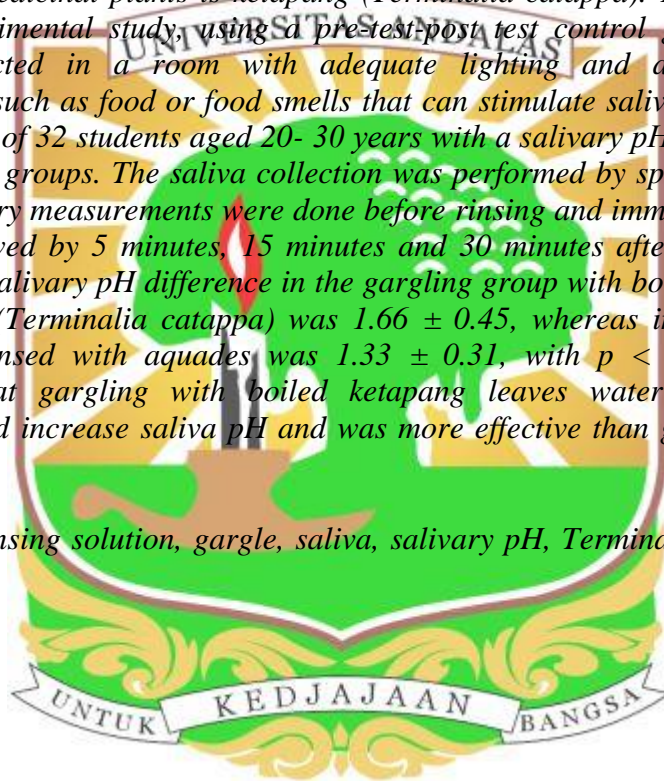 edicinal plants is ketapang (Terminalia catappa).
imental study, using a pre-test-post test control g
UNIVERSITAS ANDALAS
cted in a room with adequate lighting and a
such as food or food smells that can stimulate saliv
of 32 students aged 20- 30 years with a salivary pH
groups. The saliva collection was performed by sp
ry measurements were done before rinsing and imm
ved by 5 minutes, 15 minutes and 30 minutes afte
alivary pH difference in the gargling group with bo
(Terminalia catappa) was 1.66 ± 0.45, whereas i
nsed with aquades was 1.33 ± 0.31, with p <
at gargling with boiled ketapang leaves water
d increase saliva pH and was more effective than g
nsing solution, gargle, saliva, salivary pH, Termina
UNTUK KEDJAJAAN BANGSA